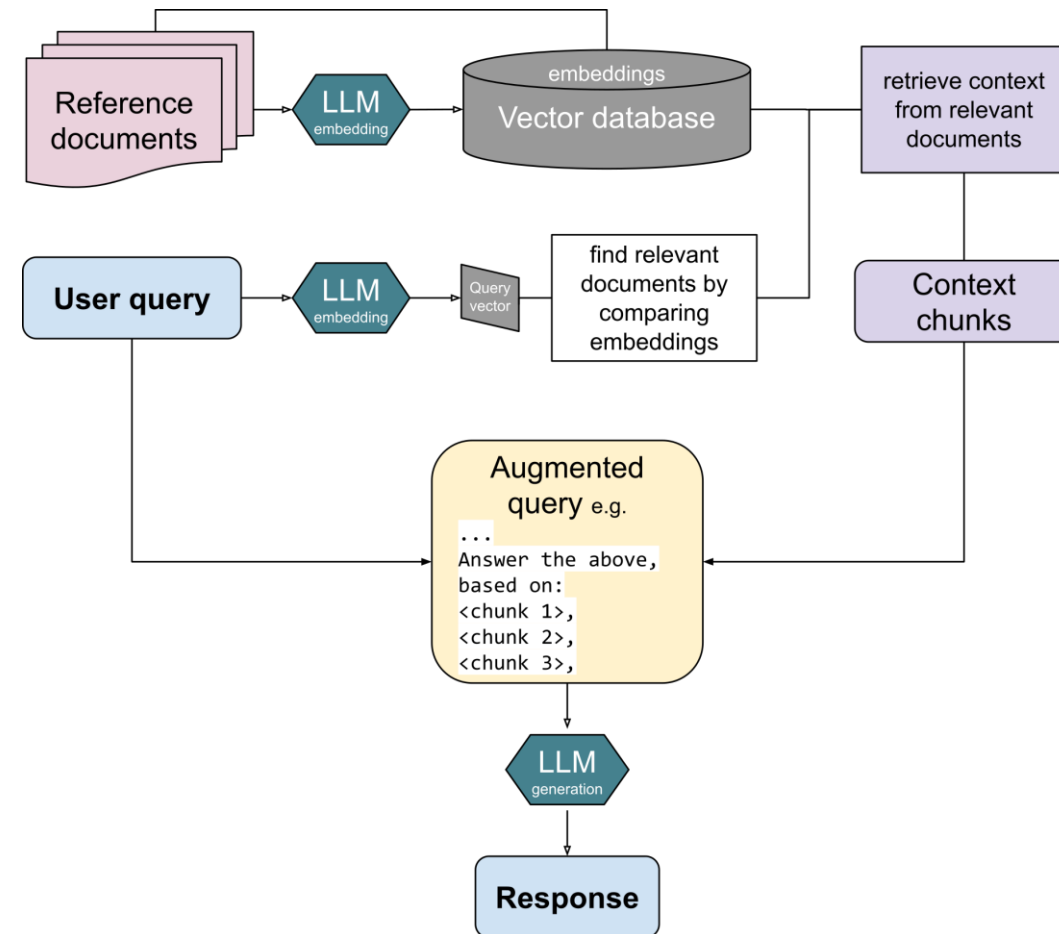 Reference
documents
LLM
embedding
embeddings
Vector database
retrieve context
from relevant
documents
User query
LLM
embedding
Query
vector
find relevant
documents by
comparing
embeddings
Context
chunks
Augmented
query e.g.
...
Answer the above,
based on:
<chunk 1>,
<chunk 2>,
<chunk 3>,
LLM
generation
Response